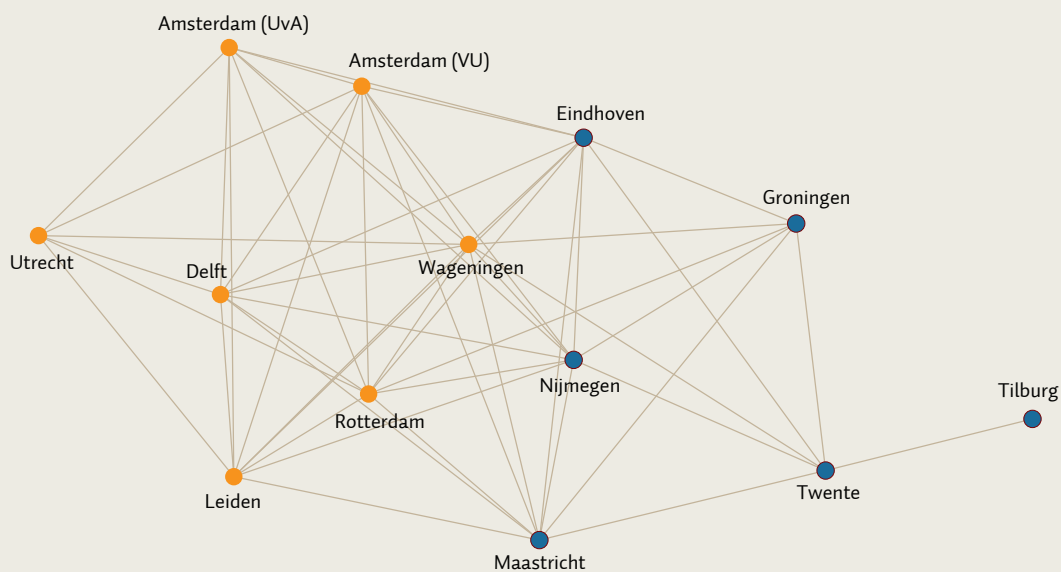 Amsterdam (UvA)
Amsterdam (VU)
Eindhoven
Groningen
Utrecht
Delft
Wageningen
Nijmegen
Tilburg
Rotterdam
Leiden
Twente
Maastricht